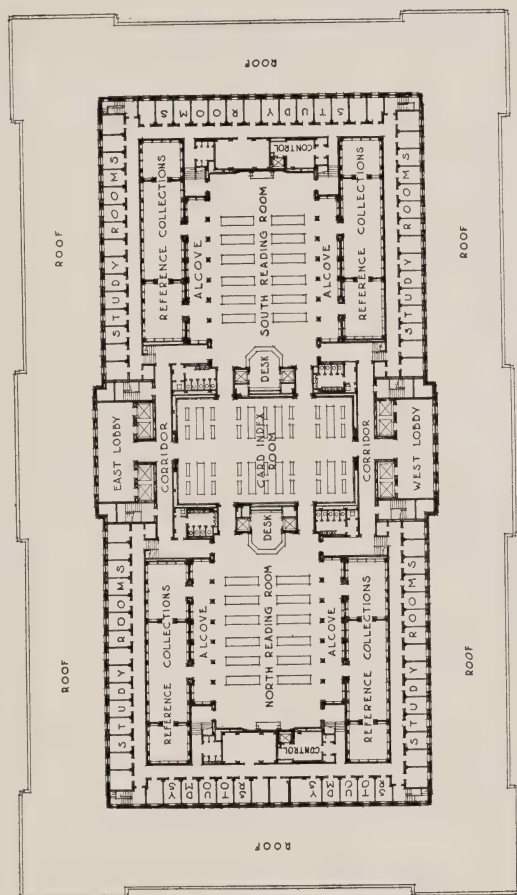 ROOF
STUDY ROOMS
CONTROL
ROOF
STUDY ROOMS
REFERENCE COLLECTIONS
ALCOVE
SOUTH READING ROOM
ALCOVE
REFERENCE COLLECTIONS
STUDY ROOMS
ROOF
DESK
EAST LOBBY
CORRIDOR
CARD INDEX
ROOM
CORRIDOR
WEST LOBBY
DESK
ROOF
STUDY ROOMS
REFERENCE COLLECTIONS
ALCOVE
NORTH READING ROOM
ALCOVE
REFERENCE COLLECTIONS
STUDY ROOMS
ROOF
CONTROL
STUDY
ROOMS
STUDY
ROOMS
ROOF